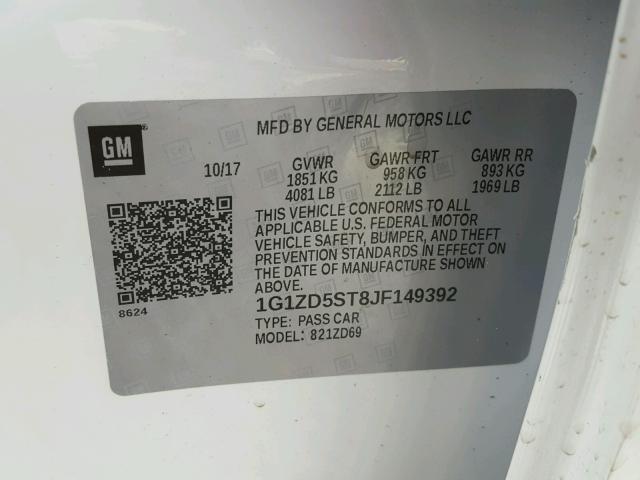 GM
MFD BY GENERAL MOTORS LLC
10/17 GVWR GAWR FRT GAWR RR
1851 KG 958 KG 893 KG
4081 LB 2112 LB 1969 LB
THIS VEHICLE CONFORMS TO ALL
APPLICABLE U.S. FEDERAL MOTOR
VEHICLE SAFETY, BUMPER, AND THEFT
PREVENTION STANDARDS IN EFFECT ON
THE DATE OF MANUFACTURE SHOWN
ABOVE.
8624
1G1ZD5ST8JF149392
TYPE: PASS CAR
MODEL: 821ZD69